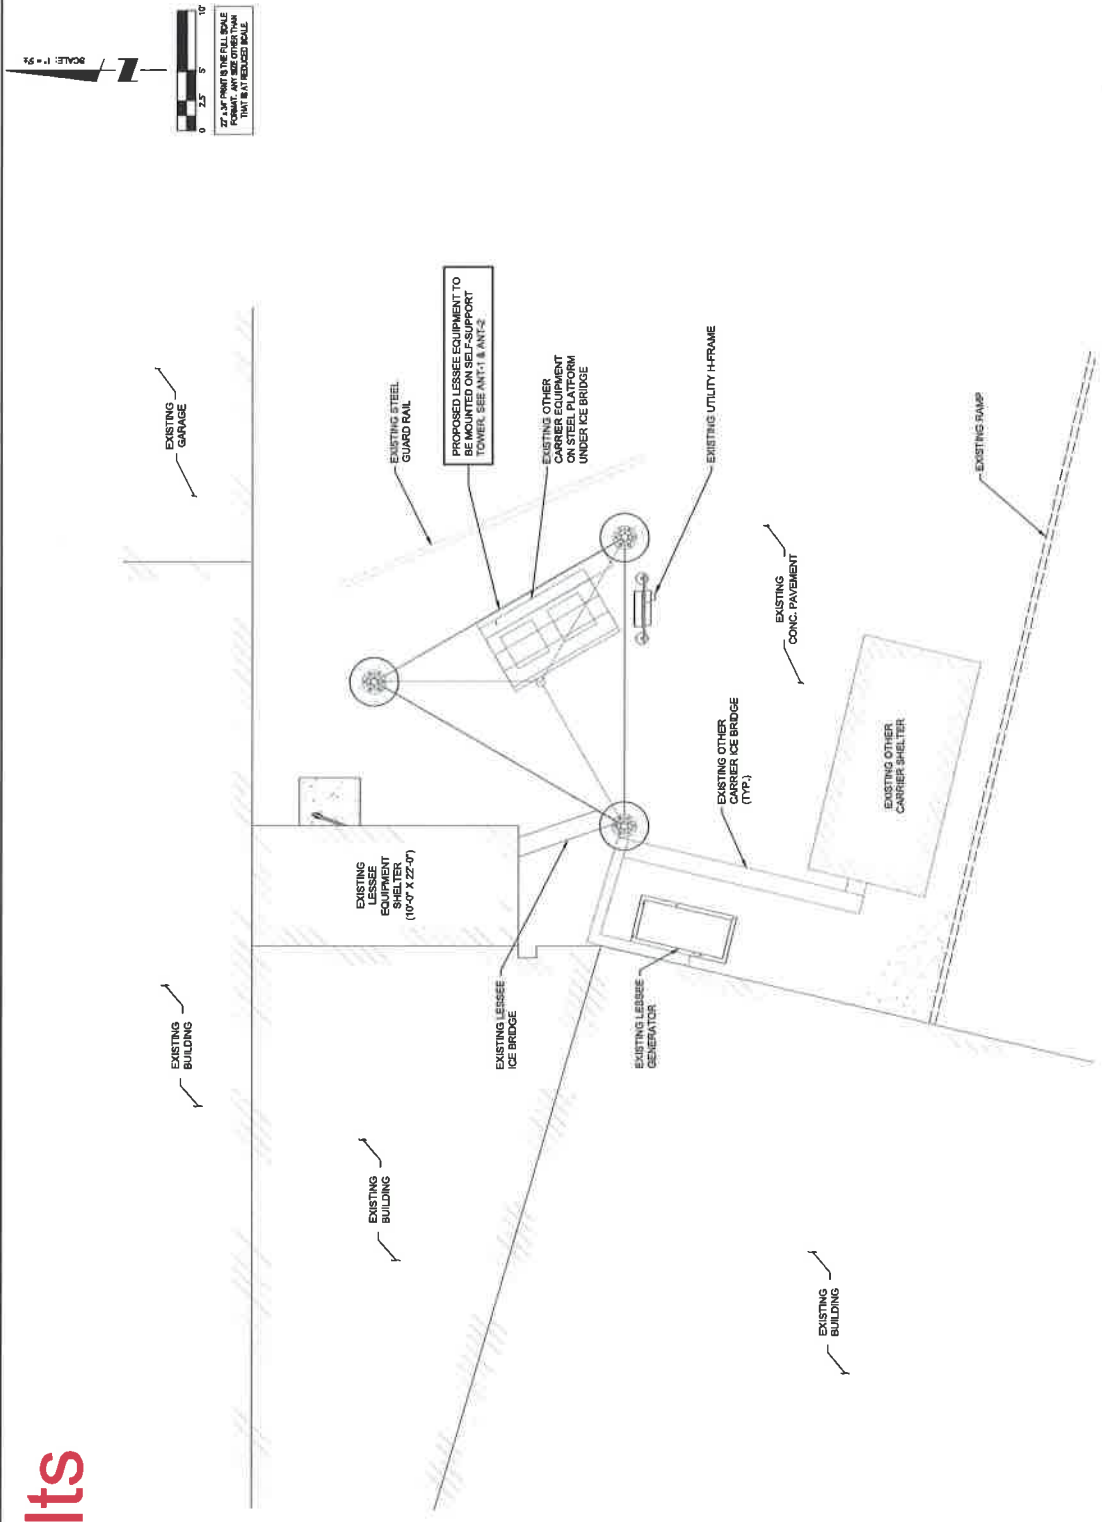 lts
SCALE: 1" = 5'±
N
0 2.5' 5' 10'
22" x 34" PRINT IS THE FULL SCALE
FORMAT. ANY SIZE OTHER THAN
THAT IS AT REDUCED SCALE.
EXISTING
GARAGE
EXISTING
BUILDING
EXISTING STEEL
GUARD RAIL
PROPOSED LESSEE EQUIPMENT TO
BE MOUNTED ON SELF-SUPPORT
TOWER. SEE ANT-1 & ANT-2
EXISTING OTHER
CARRIER EQUIPMENT
ON STEEL PLATFORM
UNDER ICE BRIDGE
EXISTING UTILITY H-FRAME
EXISTING
LESSEE
EQUIPMENT
SHELTER
(10'-0" X 22'-0")
EXISTING
BUILDING
EXISTING LESSEE
ICE BRIDGE
EXISTING LESSEE
GENERATOR
EXISTING OTHER
CARRIER ICE BRIDGE
(TYP.)
EXISTING
CONC. PAVEMENT
EXISTING OTHER
CARRIER SHELTER
EXISTING RAMP
EXISTING
BUILDING